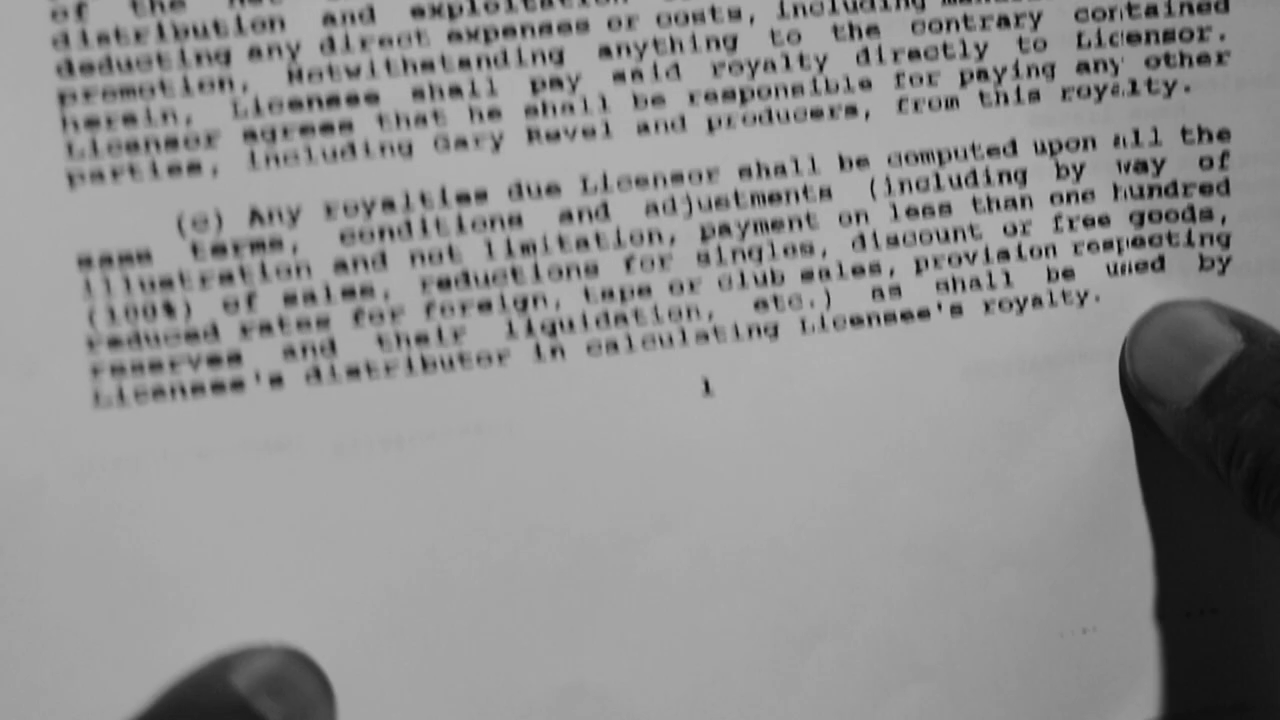 of the net
distribution and exploitation
deducting any direct expenses or costs, including
promotion, Notwithstanding anything to the contrary contained
herein, Licensee shall pay said royalty directly to Licensor.
Licensor agrees that he shall be responsible for paying any other
parties, including Gary Revel and producers, from this royalty.
(e) Any royalties due Licensor shall be computed upon all the
same terms, conditions and adjustments (including by way of
illustration and not limitation, payment on less than one hundred
(100%) of sales, reductions for singles, discount or free goods,
reduced rates for foreign, tape or club sales, provision respecting
reserves and their liquidation, etc.) as shall be used by
Licensee's distributor in calculating Licensee's royalty.
1